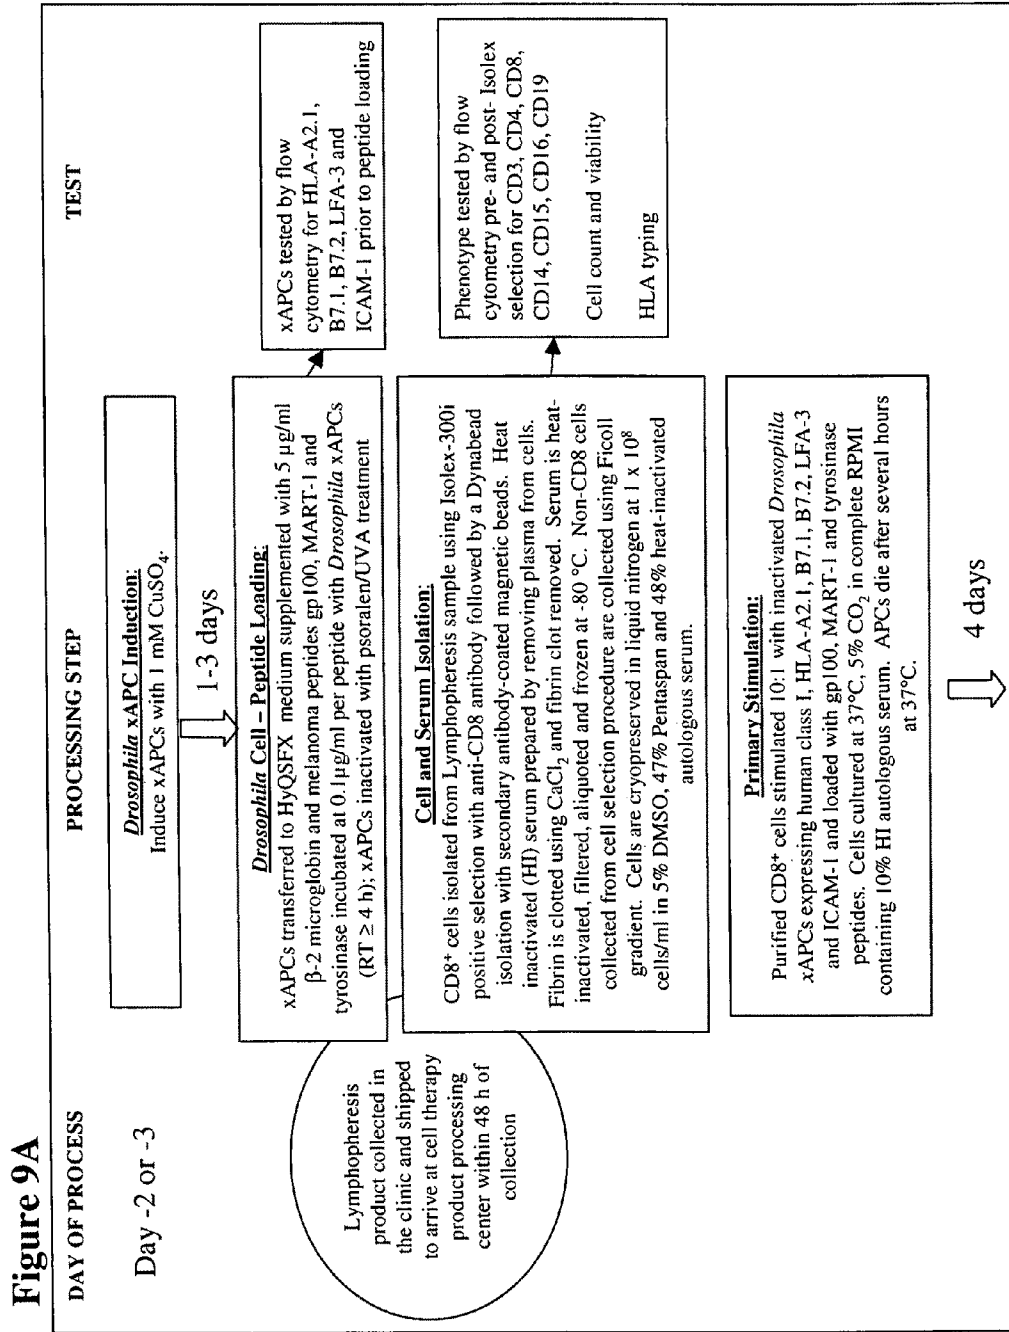 Figure 9A
DAY OF PROCESS
PROCESSING STEP
TEST
Day -2 or -3
Drosophila xAPC Induction:
Induce xAPCs with 1 mM CuSO4.
1-3 days
Drosophila Cell – Peptide Loading:
xAPCs transferred to HyQSFX medium supplemented with 5 µg/ml
β-2 microglobin and melanoma peptides gp100, MART-1 and
tyrosinase incubated at 0.1µg/ml per peptide with Drosophila xAPCs
(RT ≥ 4 h); xAPCs inactivated with psoralen/UVA treatment
xAPCs tested by flow
cytometry for HLA-A2.1,
B7.1, B7.2, LFA-3 and
ICAM-1 prior to peptide loading
Lymphopheresis
product collected in
the clinic and shipped
to arrive at cell therapy
product processing
center within 48 h of
collection
Cell and Serum Isolation:
CD8+ cells isolated from Lymphopheresis sample using Isolex-300i
positive selection with anti-CD8 antibody followed by a Dynabead
isolation with secondary antibody-coated magnetic beads. Heat
inactivated (HI) serum prepared by removing plasma from cells.
Fibrin is clotted using CaCl2 and fibrin clot removed. Serum is heat-
inactivated, filtered, aliquoted and frozen at -80 °C. Non-CD8 cells
collected from cell selection procedure are collected using Ficoll
gradient. Cells are cryopreserved in liquid nitrogen at 1 x 10⁸
cells/ml in 5% DMSO, 47% Pentaspan and 48% heat-inactivated
autologous serum.
Phenotype tested by flow
cytometry pre- and post- Isolex
selection for CD3, CD4, CD8,
CD14, CD15, CD16, CD19
Cell count and viability
HLA typing
Primary Stimulation:
Purified CD8+ cells stimulated 10:1 with inactivated Drosophila
xAPCs expressing human class I, HLA-A2.1, B7.1, B7.2, LFA-3
and ICAM-1 and loaded with gp100, MART-1 and tyrosinase
peptides. Cells cultured at 37°C, 5% CO2 in complete RPMI
containing 10% HI autologous serum. APCs die after several hours
at 37°C.
4 days